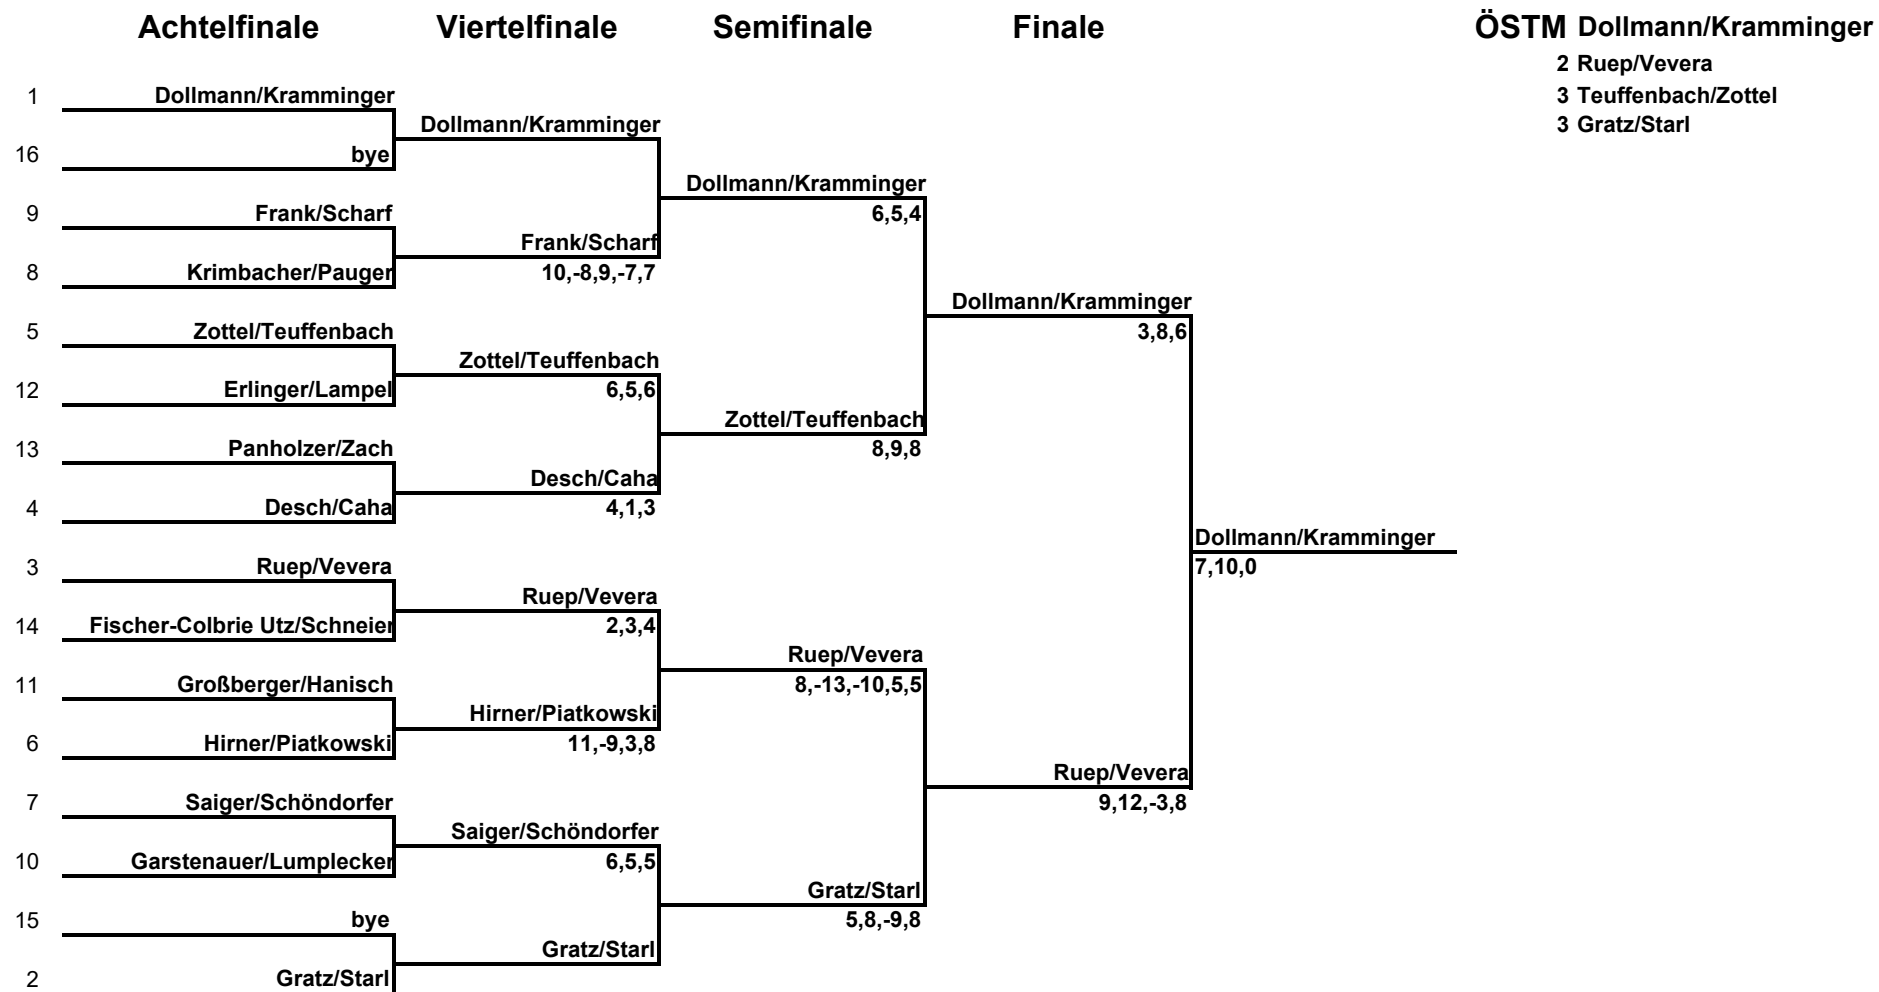 Achtelfinale Viertelfinale Semifinale Finale ÖSTM Dollmann/Kramminger
2 Ruep/Vevera
1 Dollmann/Kramminger 3 Teuffenbach/Zottel
Dollmann/Kramminger 3 Gratz/Starl
16 bye
Dollmann/Kramminger
9 Frank/Scharf 6,5,4
Frank/Scharf
8 Krimbacher/Pauger 10,-8,9,-7,7
Dollmann/Kramminger
5 Zottel/Teuffenbach 3,8,6
Zottel/Teuffenbach
12 Erlinger/Lampel 6,5,6
Zottel/Teuffenbach
13 Panholzer/Zach 8,9,8
Desch/Caha
4 Desch/Caha 4,1,3
Dollmann/Kramminger
3 Ruep/Vevera 7,10,0
Ruep/Vevera
14 Fischer-Colbrie Utz/Schneier 2,3,4
Ruep/Vevera
11 Großberger/Hanisch 8,-13,-10,5,5
Hirner/Piatkowski
6 Hirner/Piatkowski 11,-9,3,8
Ruep/Vevera
7 Saiger/Schöndorfer 9,12,-3,8
Saiger/Schöndorfer
10 Garstenauer/Lumplecker 6,5,5
Gratz/Starl
15 bye 5,8,-9,8
Gratz/Starl
2 Gratz/Starl